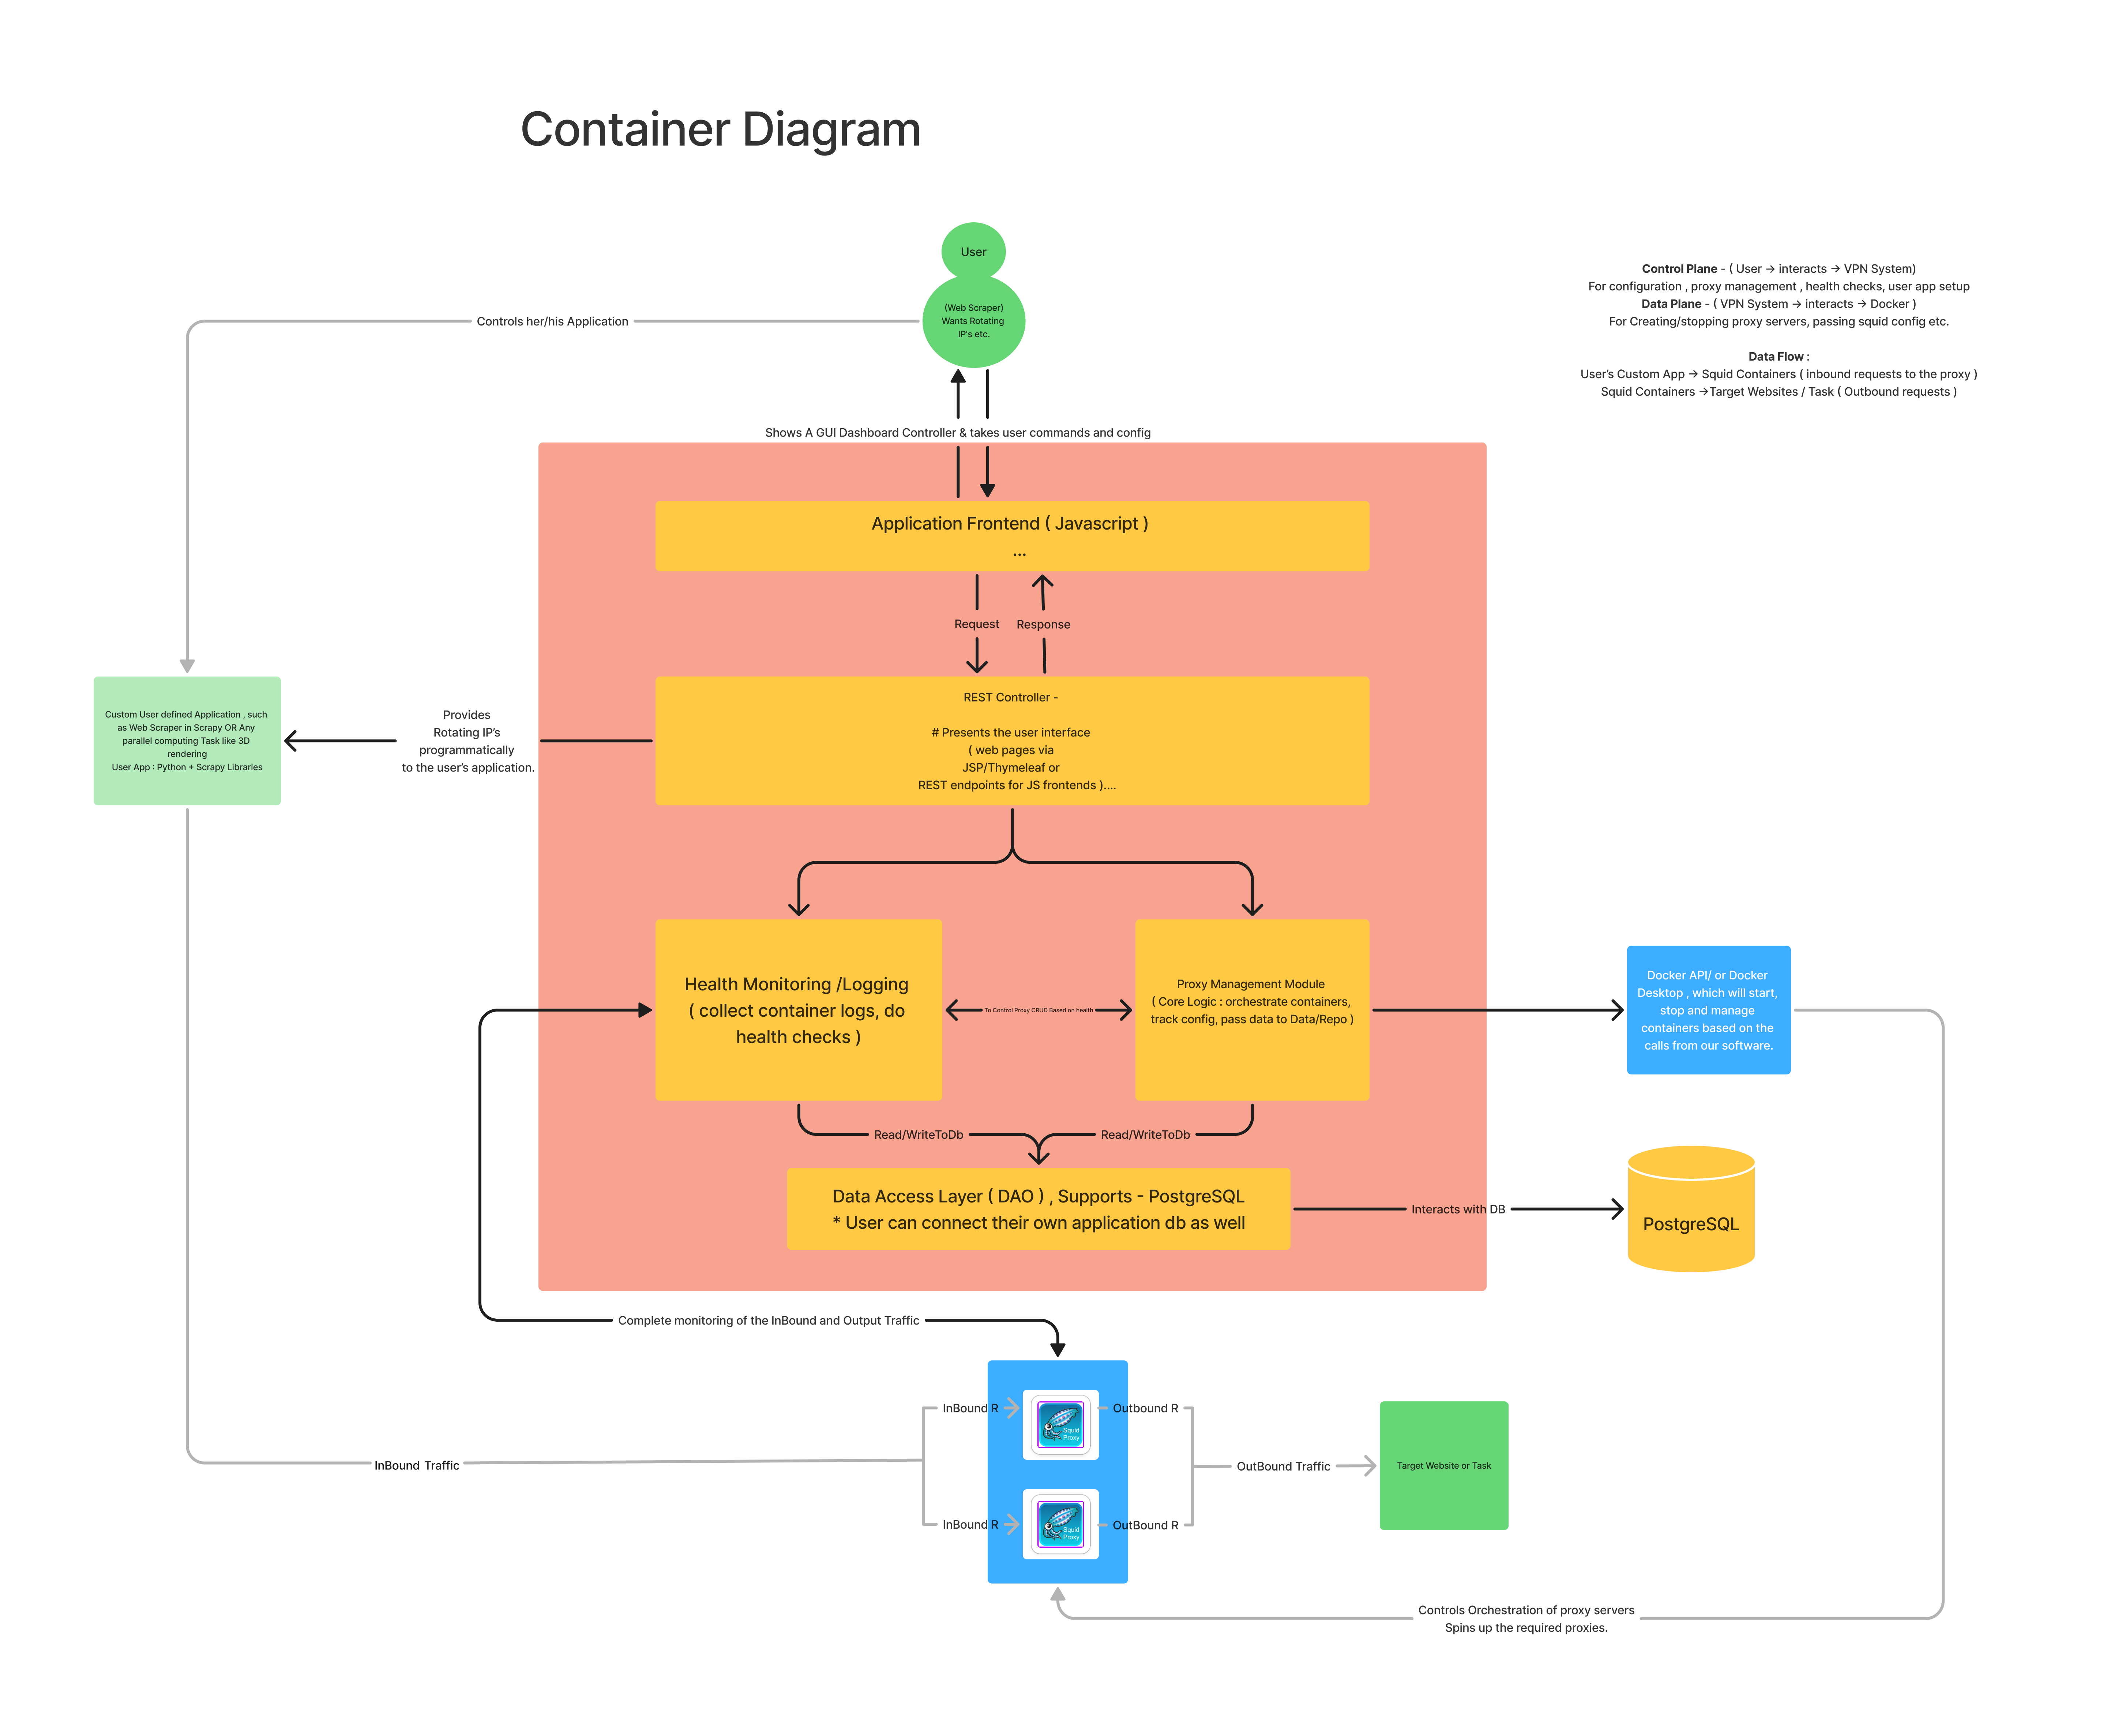 Container Diagram
User
(Web Scraper)
Wants Rotating
IP's etc.
Control Plane - ( User → interacts → VPN System)
For configuration , proxy management , health checks, user app setup
Data Plane - ( VPN System → interacts → Docker )
For Creating/stopping proxy servers, passing squid config etc.
Data Flow :
User's Custom App → Squid Containers ( inbound requests to the proxy )
Squid Containers →Target Websites / Task ( Outbound requests )
Controls her/his Application
Shows A GUI Dashboard Controller & takes user commands and config
Application Frontend ( Javascript )
...
Request
Response
Custom User defined Application , such
as Web Scraper in Scrapy OR Any
parallel computing Task like 3D
rendering
User App : Python + Scrapy Libraries
Provides
Rotating IP's
programmatically
to the user's application.
REST Controller -
# Presents the user interface
( web pages via
JSP/Thymeleaf or
REST endpoints for JS frontends )....
Health Monitoring /Logging
( collect container logs, do
health checks )
To Control Proxy CRUD Based on health
Proxy Management Module
( Core Logic : orchestrate containers,
track config, pass data to Data/Repo )
Docker API/ or Docker
Desktop , which will start,
stop and manage
containers based on the
calls from our software.
Read/WriteToDb
Read/WriteToDb
Data Access Layer ( DAO ) , Supports - PostgreSQL
* User can connect their own application db as well
Interacts with DB
PostgreSQL
Complete monitoring of the InBound and Output Traffic
InBound R
Squid
Proxy
Outbound R
InBound Traffic
OutBound Traffic
Target Website or Task
InBound R
Squid
Proxy
OutBound R
Controls Orchestration of proxy servers
Spins up the required proxies.